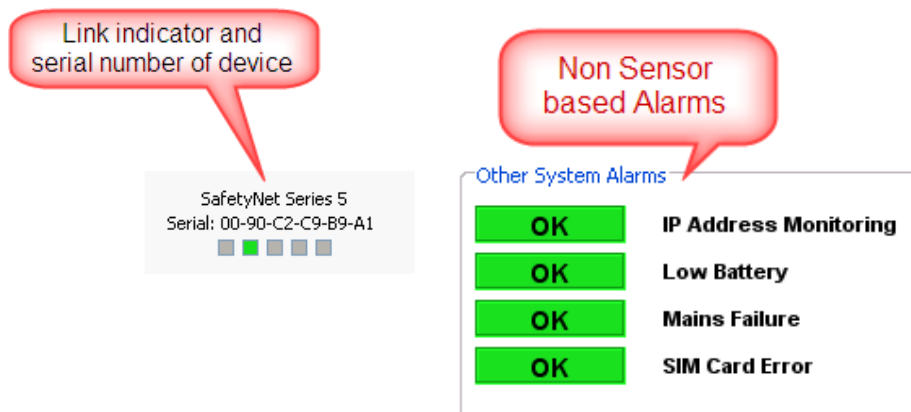 Link indicator and
serial number of device
Non Sensor
based Alarms
SafetyNet Series 5
Serial: 00-90-C2-C9-B9-A1
Other System Alarms
OK IP Address Monitoring
OK Low Battery
OK Mains Failure
OK SIM Card Error